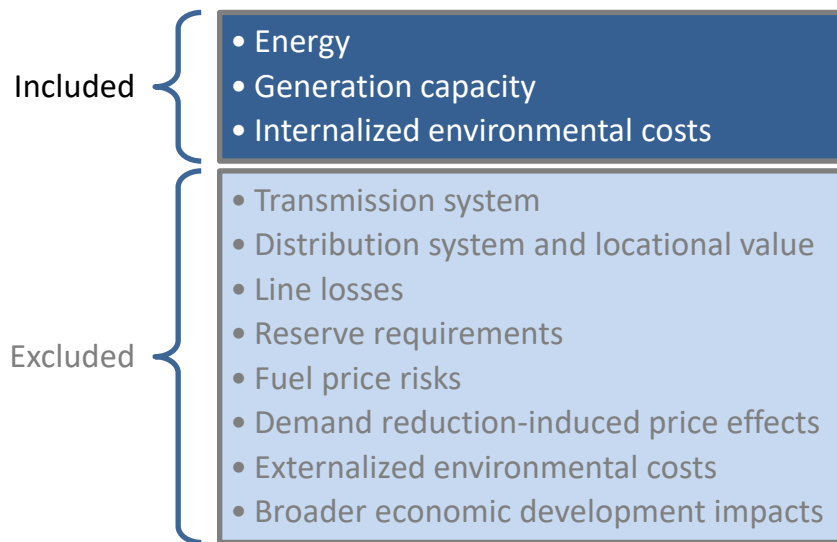 Included
• Energy
• Generation capacity
• Internalized environmental costs
Excluded
• Transmission system
• Distribution system and locational value
• Line losses
• Reserve requirements
• Fuel price risks
• Demand reduction-induced price effects
• Externalized environmental costs
• Broader economic development impacts